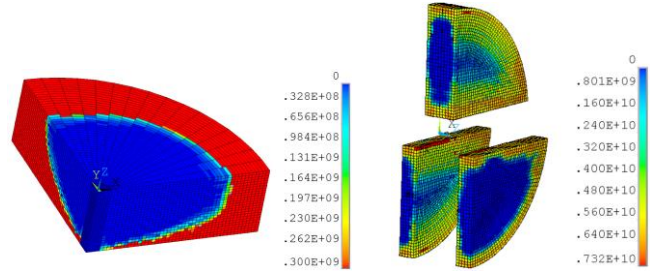 0
.328E+08
.656E+08
.984E+08
.131E+09
.164E+09
.197E+09
.230E+09
.262E+09
.300E+09
YZ
0
.801E+09
.160E+10
.240E+10
.320E+10
.400E+10
.480E+10
.560E+10
.640E+10
.732E+10